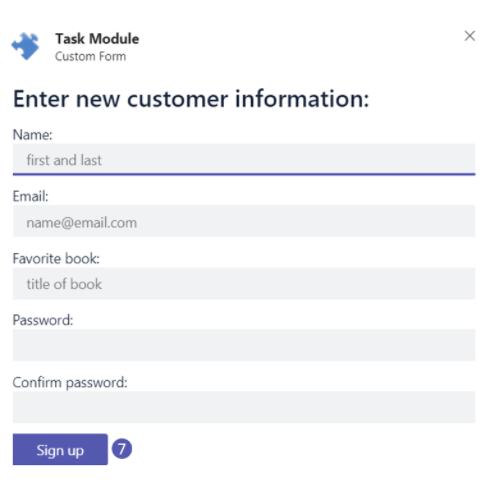 Task Module
Custom Form
Enter new customer information:
Name:
first and last
Email:
name@email.com
Favorite book:
title of book
Password:
Confirm password:
Sign up 7